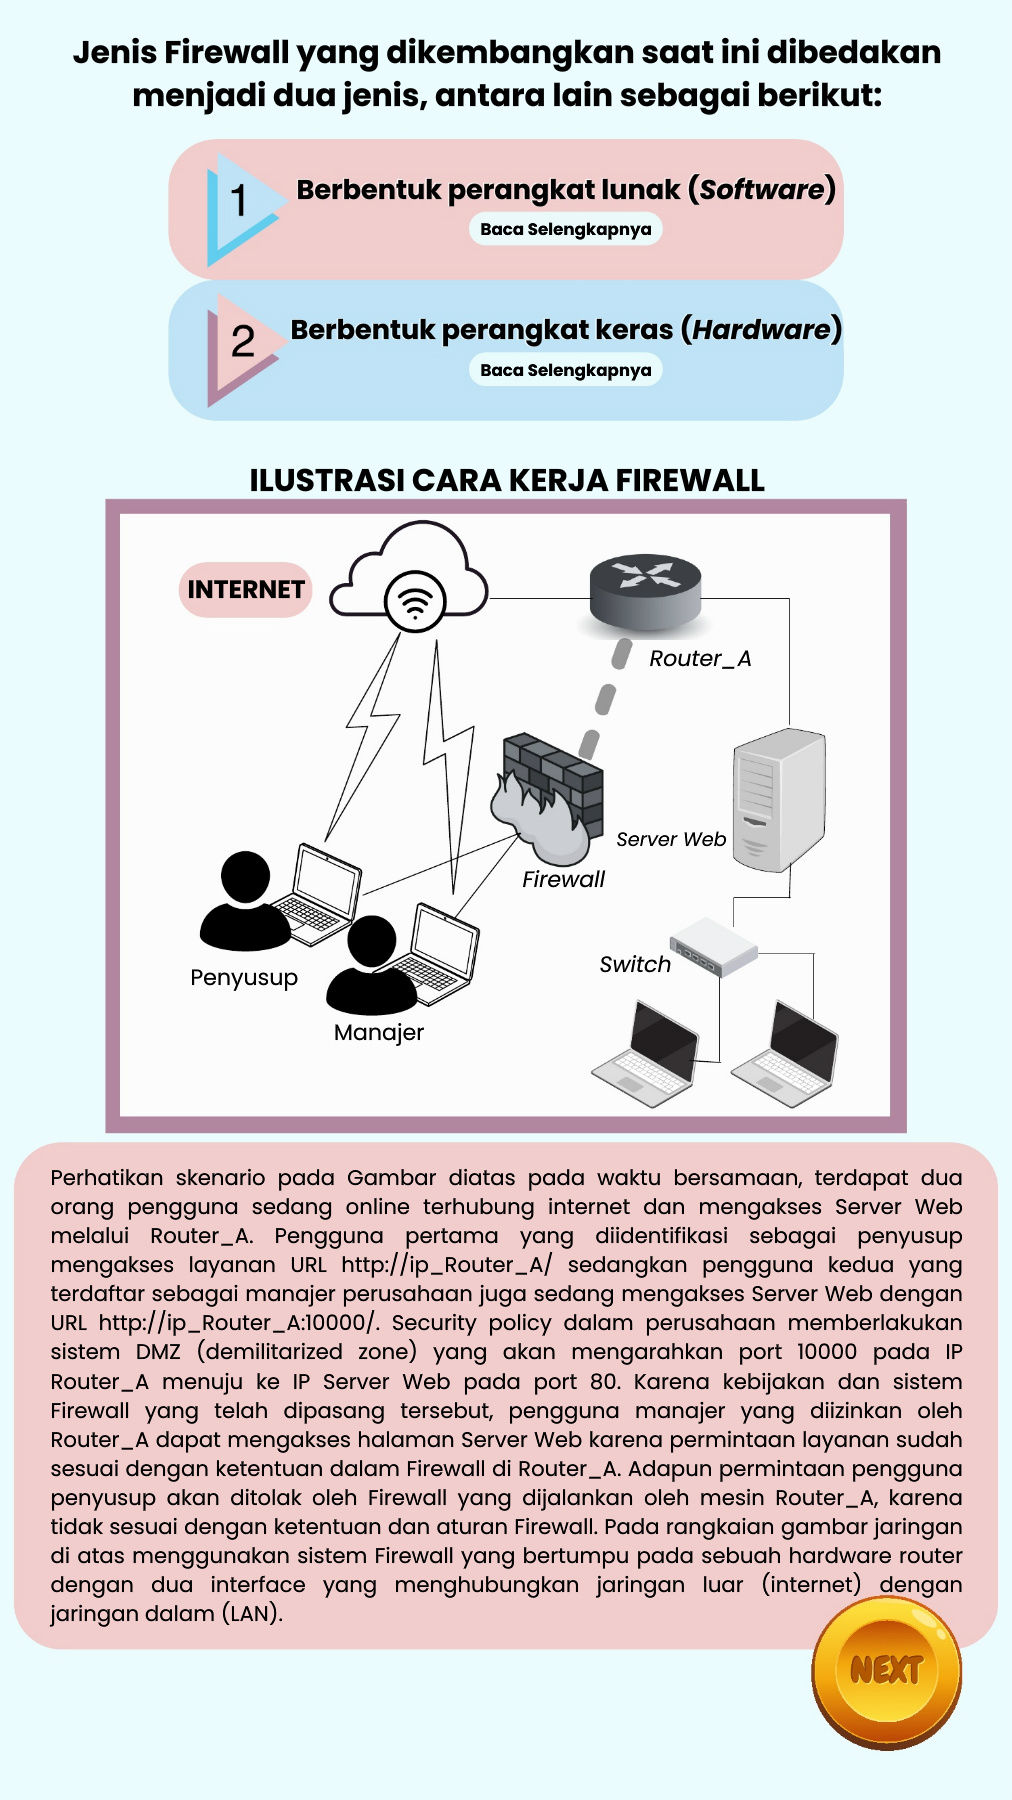 Jenis Firewall yang dikembangkan saat ini dibedakan
menjadi dua jenis, antara lain sebagai berikut:
1
Berbentuk perangkat lunak (Software)
Baca Selengkapnya
2
Berbentuk perangkat keras (Hardware)
Baca Selengkapnya
ILUSTRASI CARA KERJA FIREWALL
INTERNET
Router_A
Server Web
Firewall
Switch
Penyusup
Manajer
Perhatikan skenario pada Gambar diatas pada waktu bersamaan, terdapat dua
orang pengguna sedang online terhubung internet dan mengakses Server Web
melalui Router_A. Pengguna pertama yang diidentifikasi sebagai penyusup
mengakses layanan URL http://ip_Router_A/ sedangkan pengguna kedua yang
terdaftar sebagai manajer perusahaan juga sedang mengakses Server Web dengan
URL http://ip_Router_A:10000/. Security policy dalam perusahaan memberlakukan
sistem DMZ (demilitarized zone) yang akan mengarahkan port 10000 pada IP
Router_A menuju ke IP Server Web pada port 80. Karena kebijakan dan sistem
Firewall yang telah dipasang tersebut, pengguna manajer yang diizinkan oleh
Router_A dapat mengakses halaman Server Web karena permintaan layanan sudah
sesuai dengan ketentuan dalam Firewall di Router_A. Adapun permintaan pengguna
penyusup akan ditolak oleh Firewall yang dijalankan oleh mesin Router_A, karena
tidak sesuai dengan ketentuan dan aturan Firewall. Pada rangkaian gambar jaringan
di atas menggunakan sistem Firewall yang bertumpu pada sebuah hardware router
dengan dua interface yang menghubungkan jaringan luar (internet) dengan
jaringan dalam (LAN).
NEXT